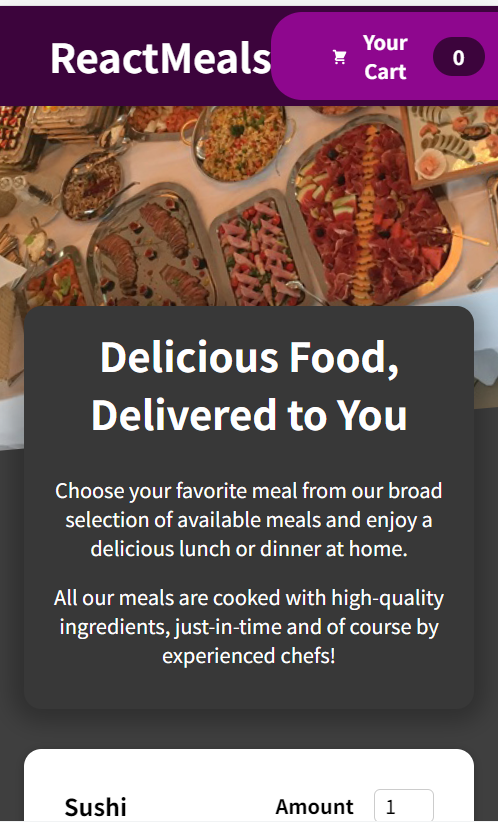 ReactMeals
Your
Cart
0
Delicious Food,
Delivered to You
Choose your favorite meal from our broad
selection of available meals and enjoy a
delicious lunch or dinner at home.
All our meals are cooked with high-quality
ingredients, just-in-time and of course by
experienced chefs!
Sushi
Amount
1